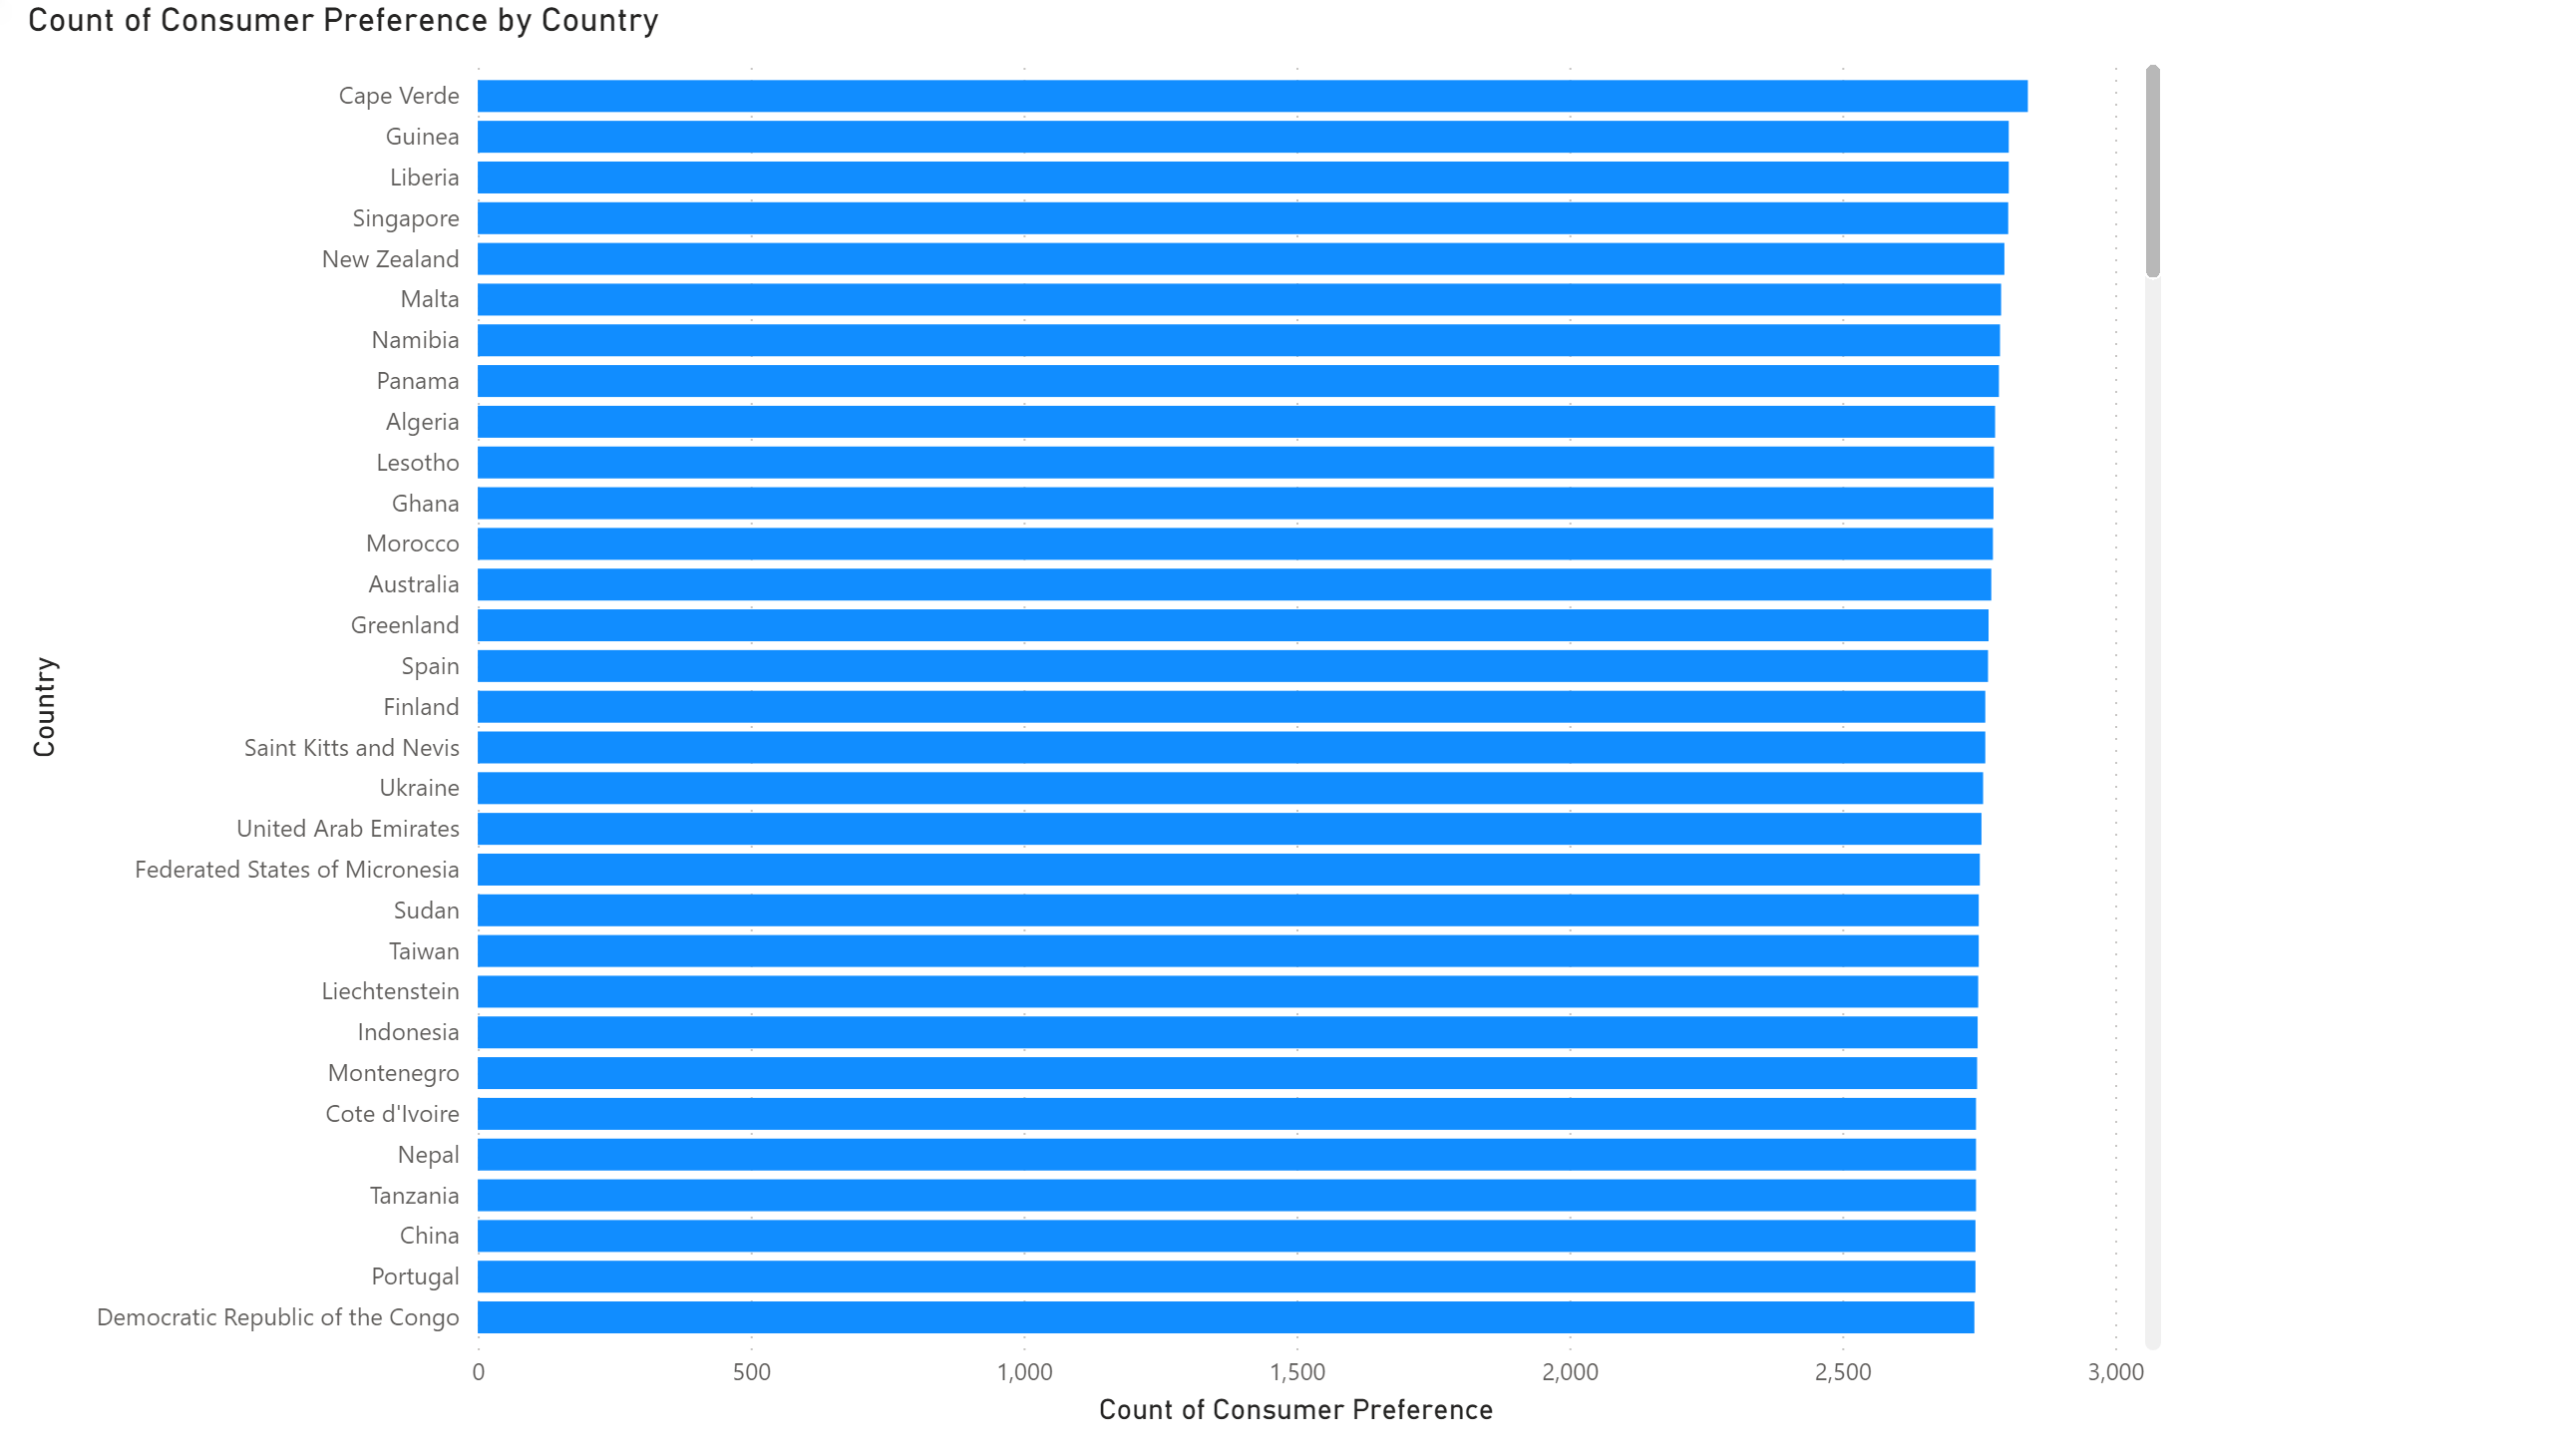 Count of Consumer Preference by Country
Country
Cape Verde
Guinea
Liberia
Singapore
New Zealand
Malta
Namibia
Panama
Algeria
Lesotho
Ghana
Morocco
Australia
Greenland
Spain
Finland
Saint Kitts and Nevis
Ukraine
United Arab Emirates
Federated States of Micronesia
Sudan
Taiwan
Liechtenstein
Indonesia
Montenegro
Cote d'Ivoire
Nepal
Tanzania
China
Portugal
Democratic Republic of the Congo
0 500 1,000 1,500 2,000 2,500 3,000
Count of Consumer Preference